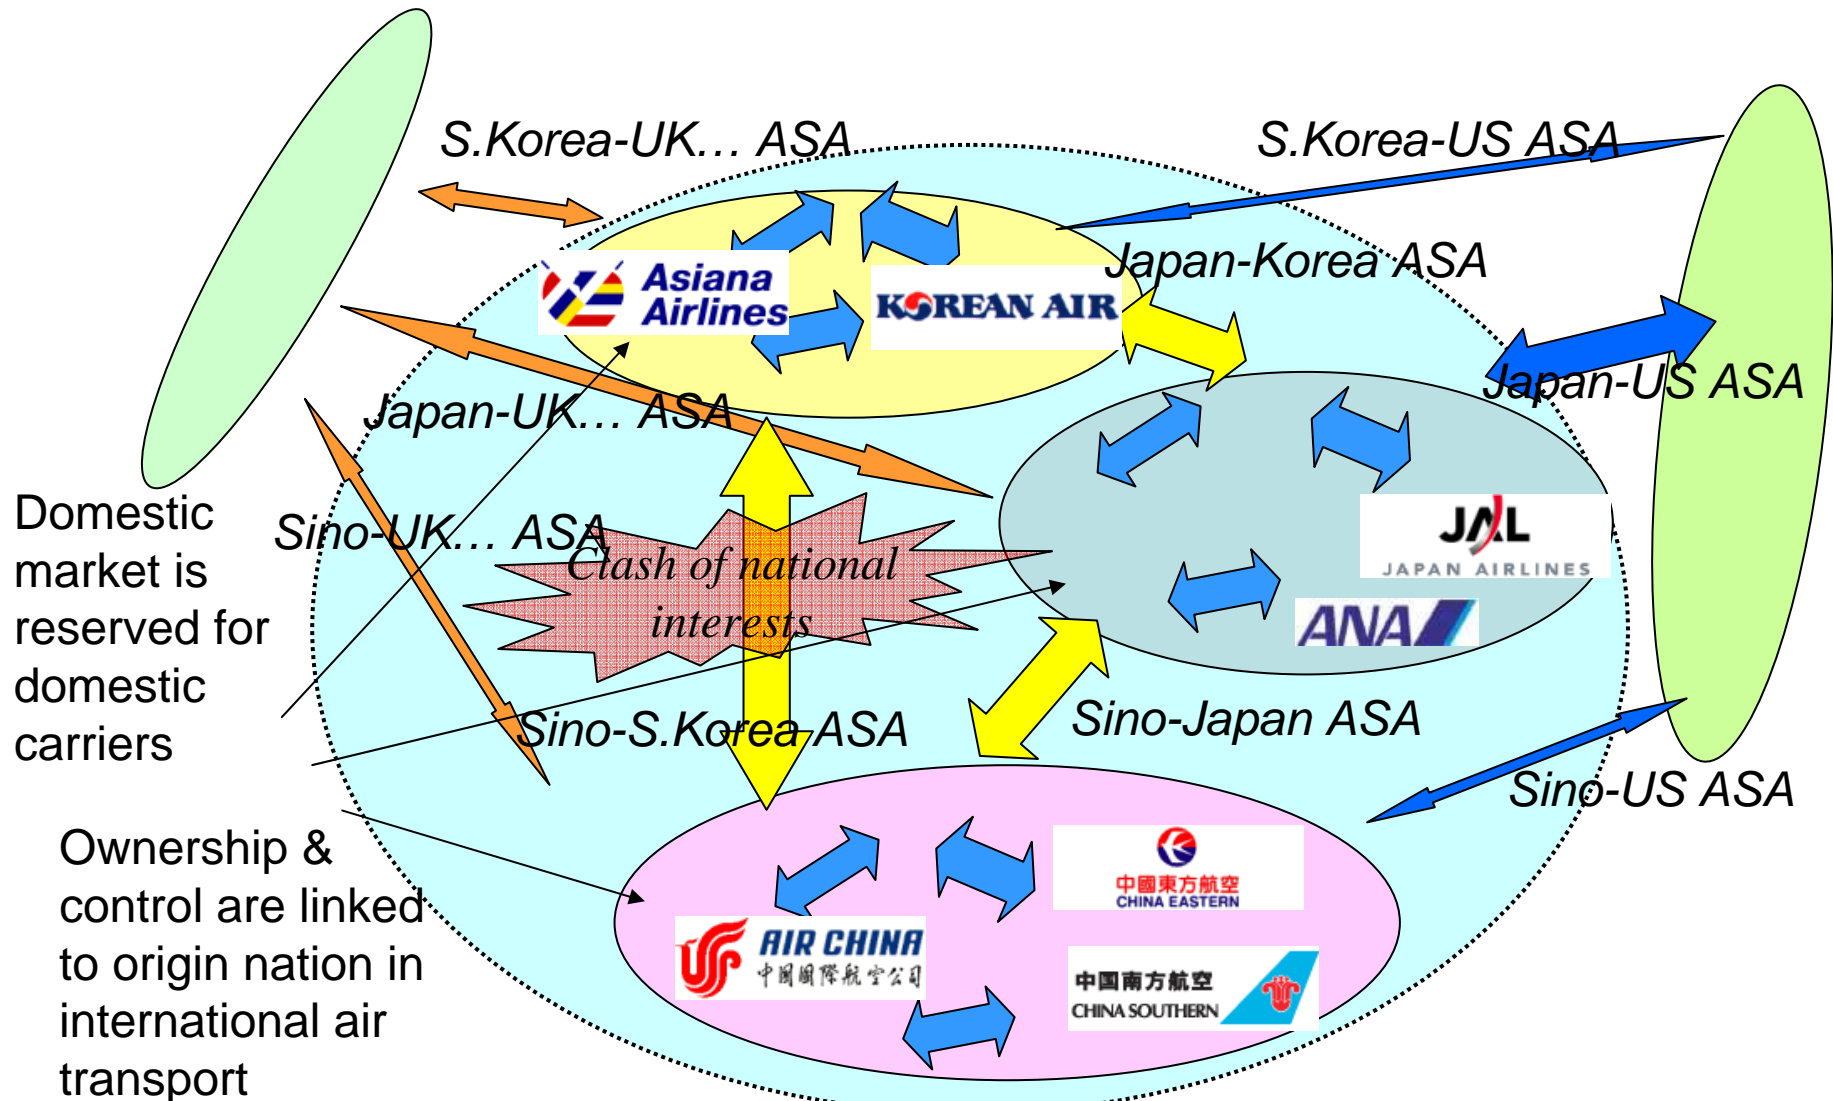 S.Korea-UK… ASA
S.Korea-US ASA
Asiana
Airlines
KOREAN AIR
Japan-Korea ASA
Japan-US ASA
Japan-UK… ASA
Domestic
market is
reserved for
domestic
carriers
Sino-UK… ASA
Clash of national
interests
JAL
JAPAN AIRLINES
ANA
Sino-S.Korea ASA
Sino-Japan ASA
Sino-US ASA
Ownership &
control are linked
to origin nation in
international air
transport
中國東方航空
CHINA EASTERN
AIR CHINA
中國國際航空公司
中国南方航空
CHINA SOUTHERN